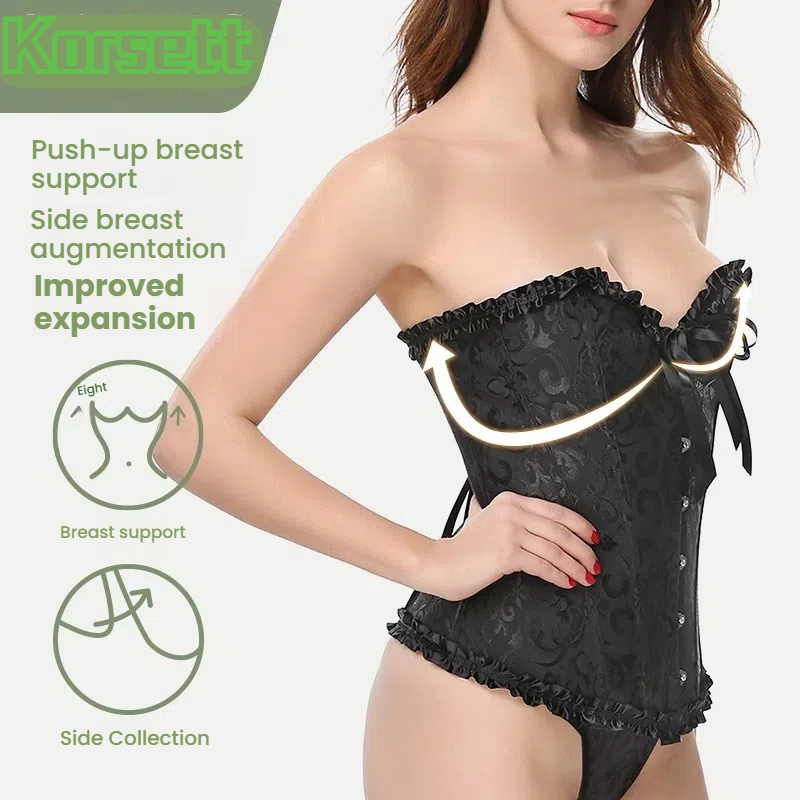 Korsett
Push-up breast
support
Side breast
augmentation
Improved
expansion
Eight
Breast support
Side Collection